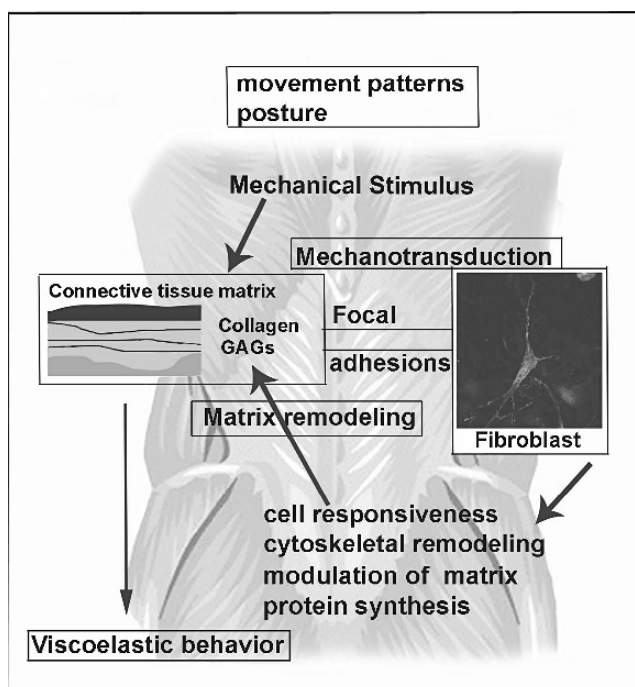 movement patterns
posture
Mechanical Stimulus
Mechanotransduction
Connective tissue matrix
Collagen
GAGs
Focal
adhesions
Matrix remodeling
Fibroblast
cell responsiveness
cytoskeletal remodeling
modulation of matrix
protein synthesis
Viscoelastic behavior